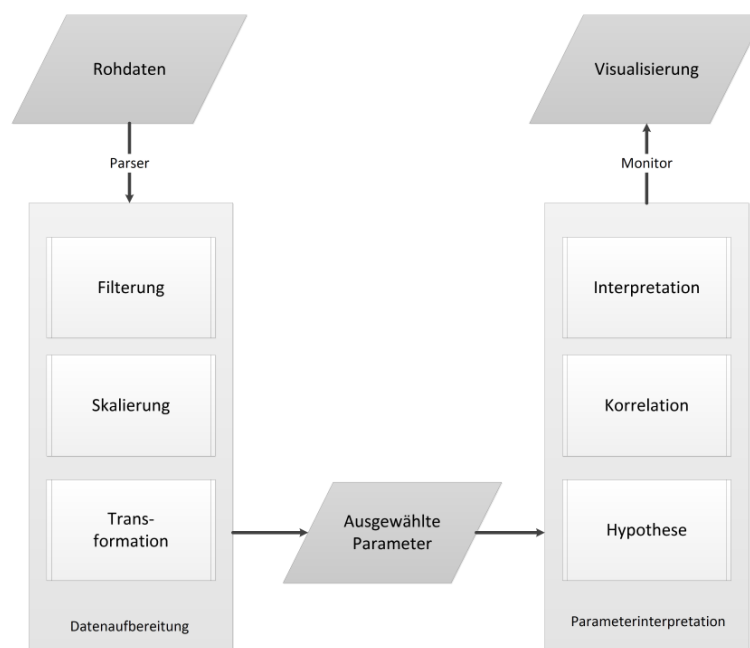 Rohdaten
Parser
Filterung
Skalierung
Trans-
formation
Datenaufbereitung
Ausgewählte
Parameter
Visualisierung
Monitor
Interpretation
Korrelation
Hypothese
Parameterinterpretation